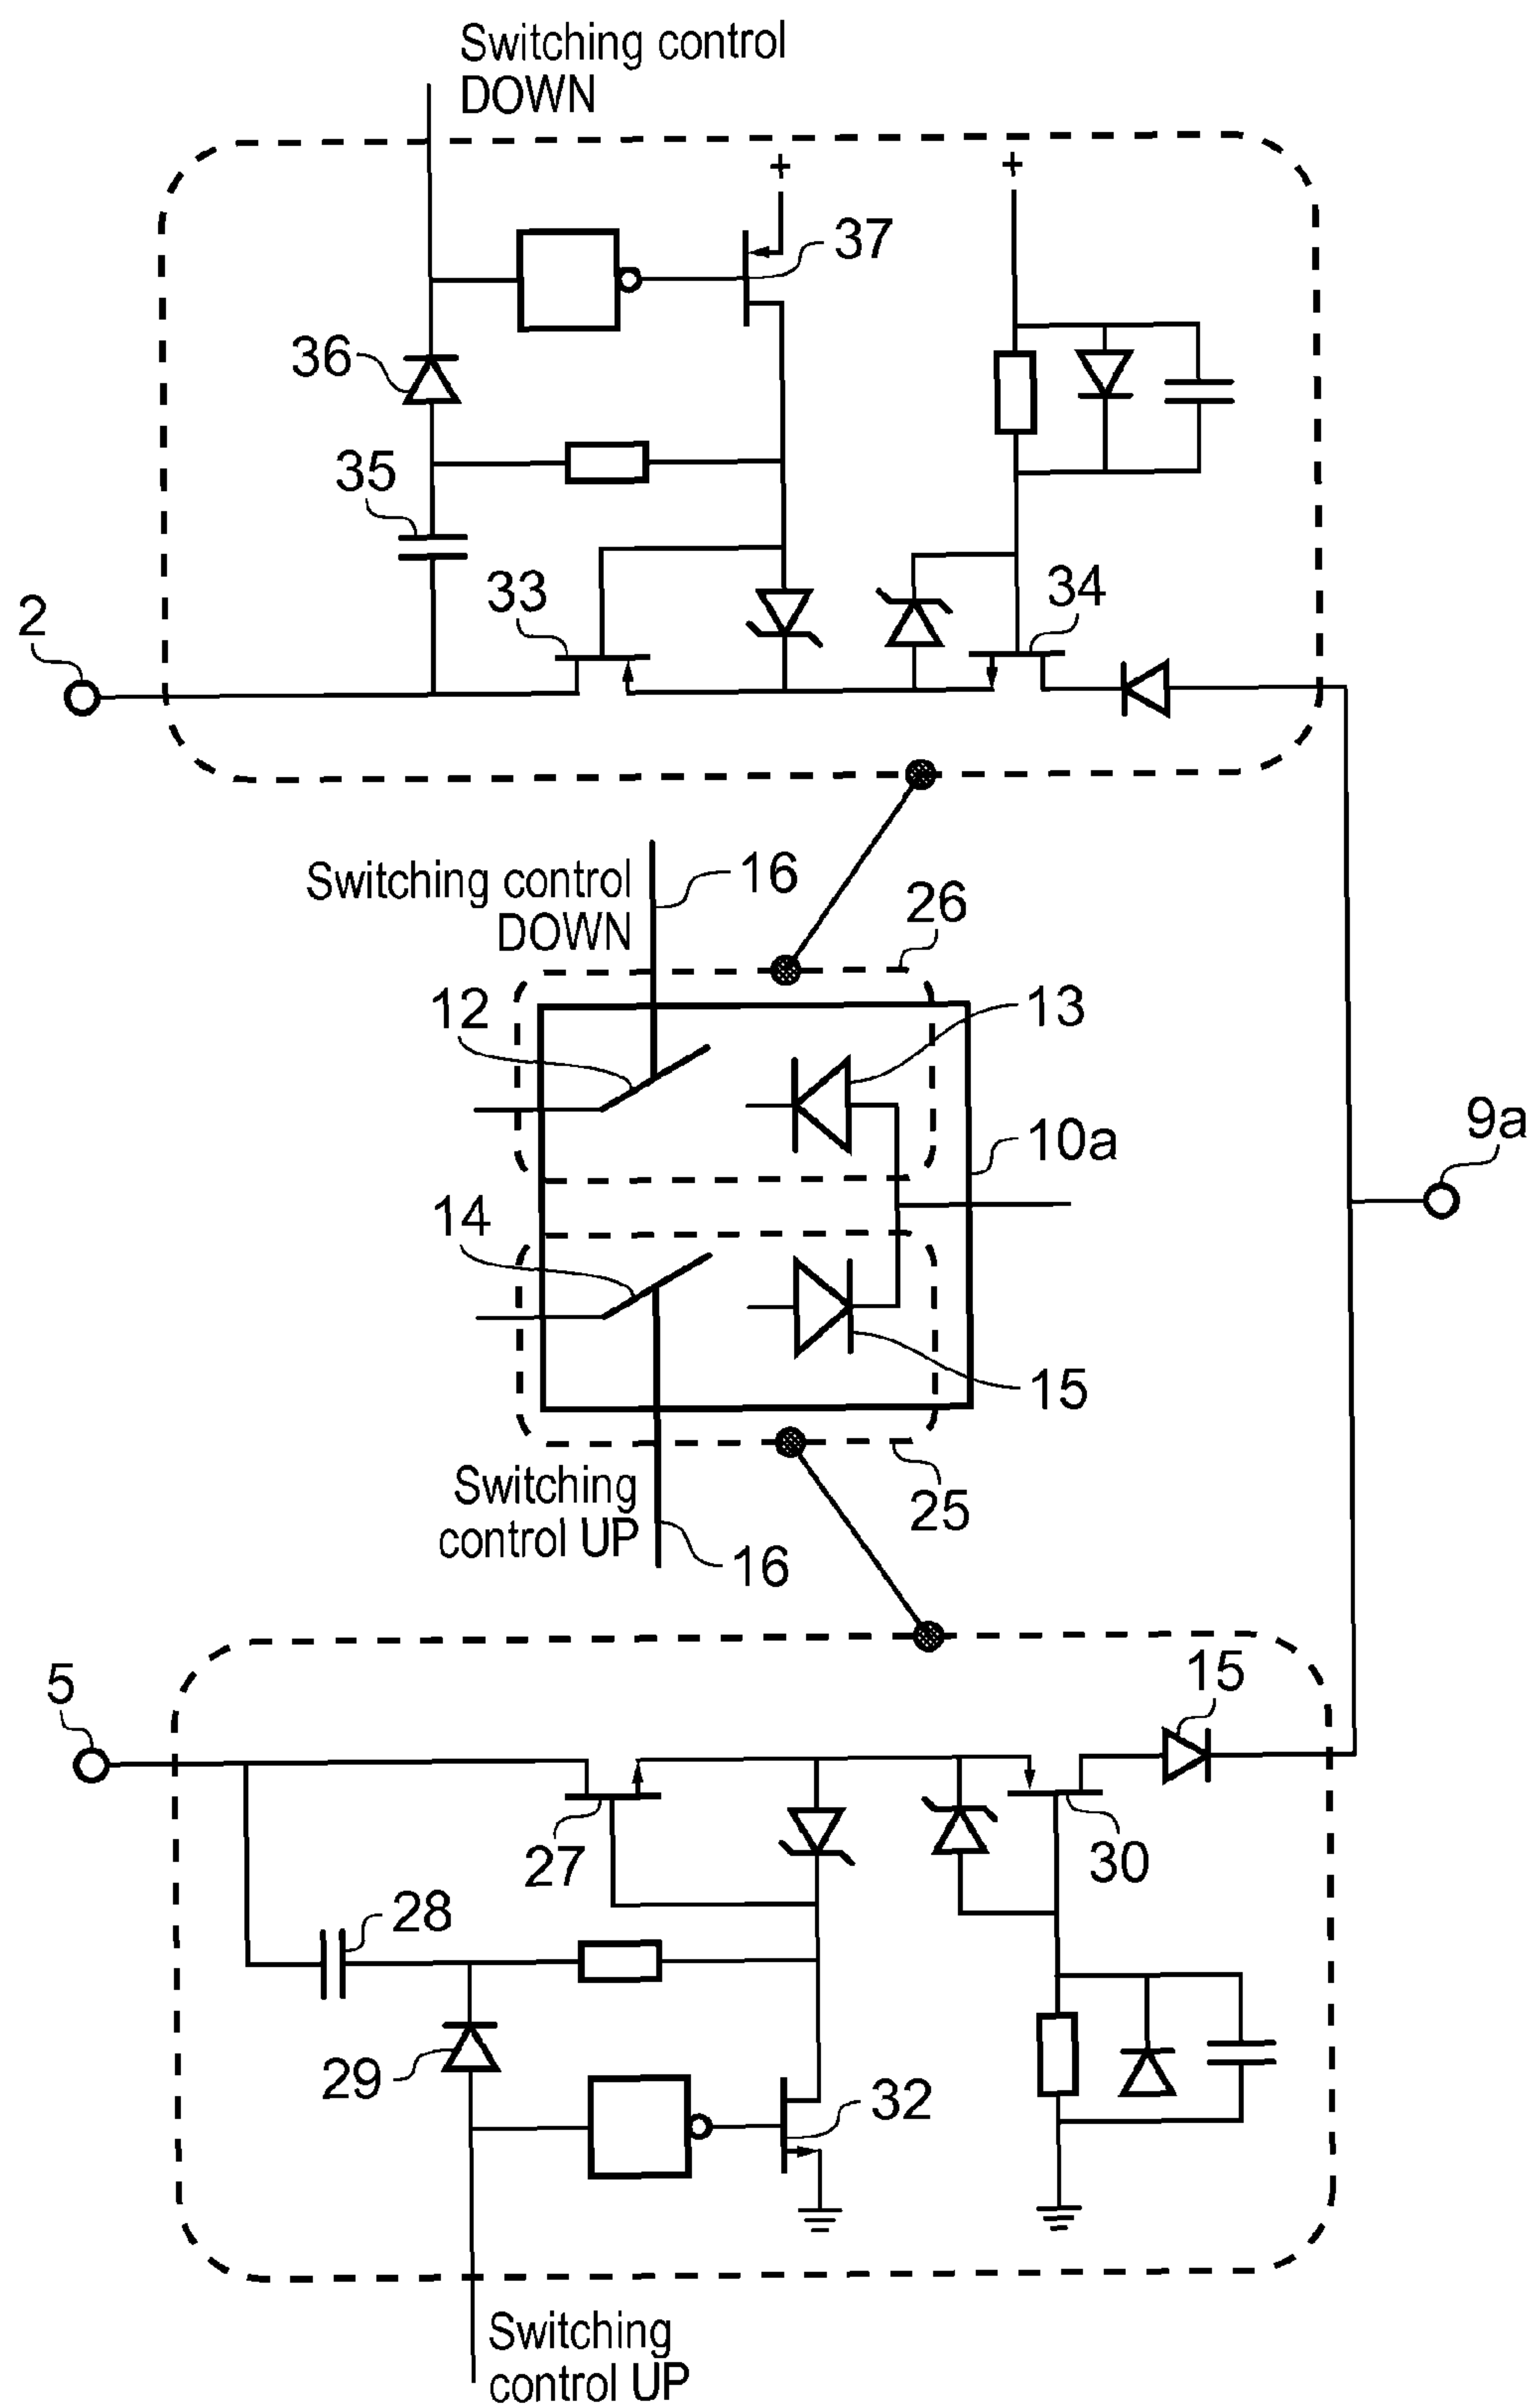 Switching control
DOWN
+
+
37
36
35
33
34
2
Switching control
DOWN
16
26
12
13
10a
9a
14
15
Switching
control UP
16
25
5
15
27
30
28
29
32
Switching
control UP